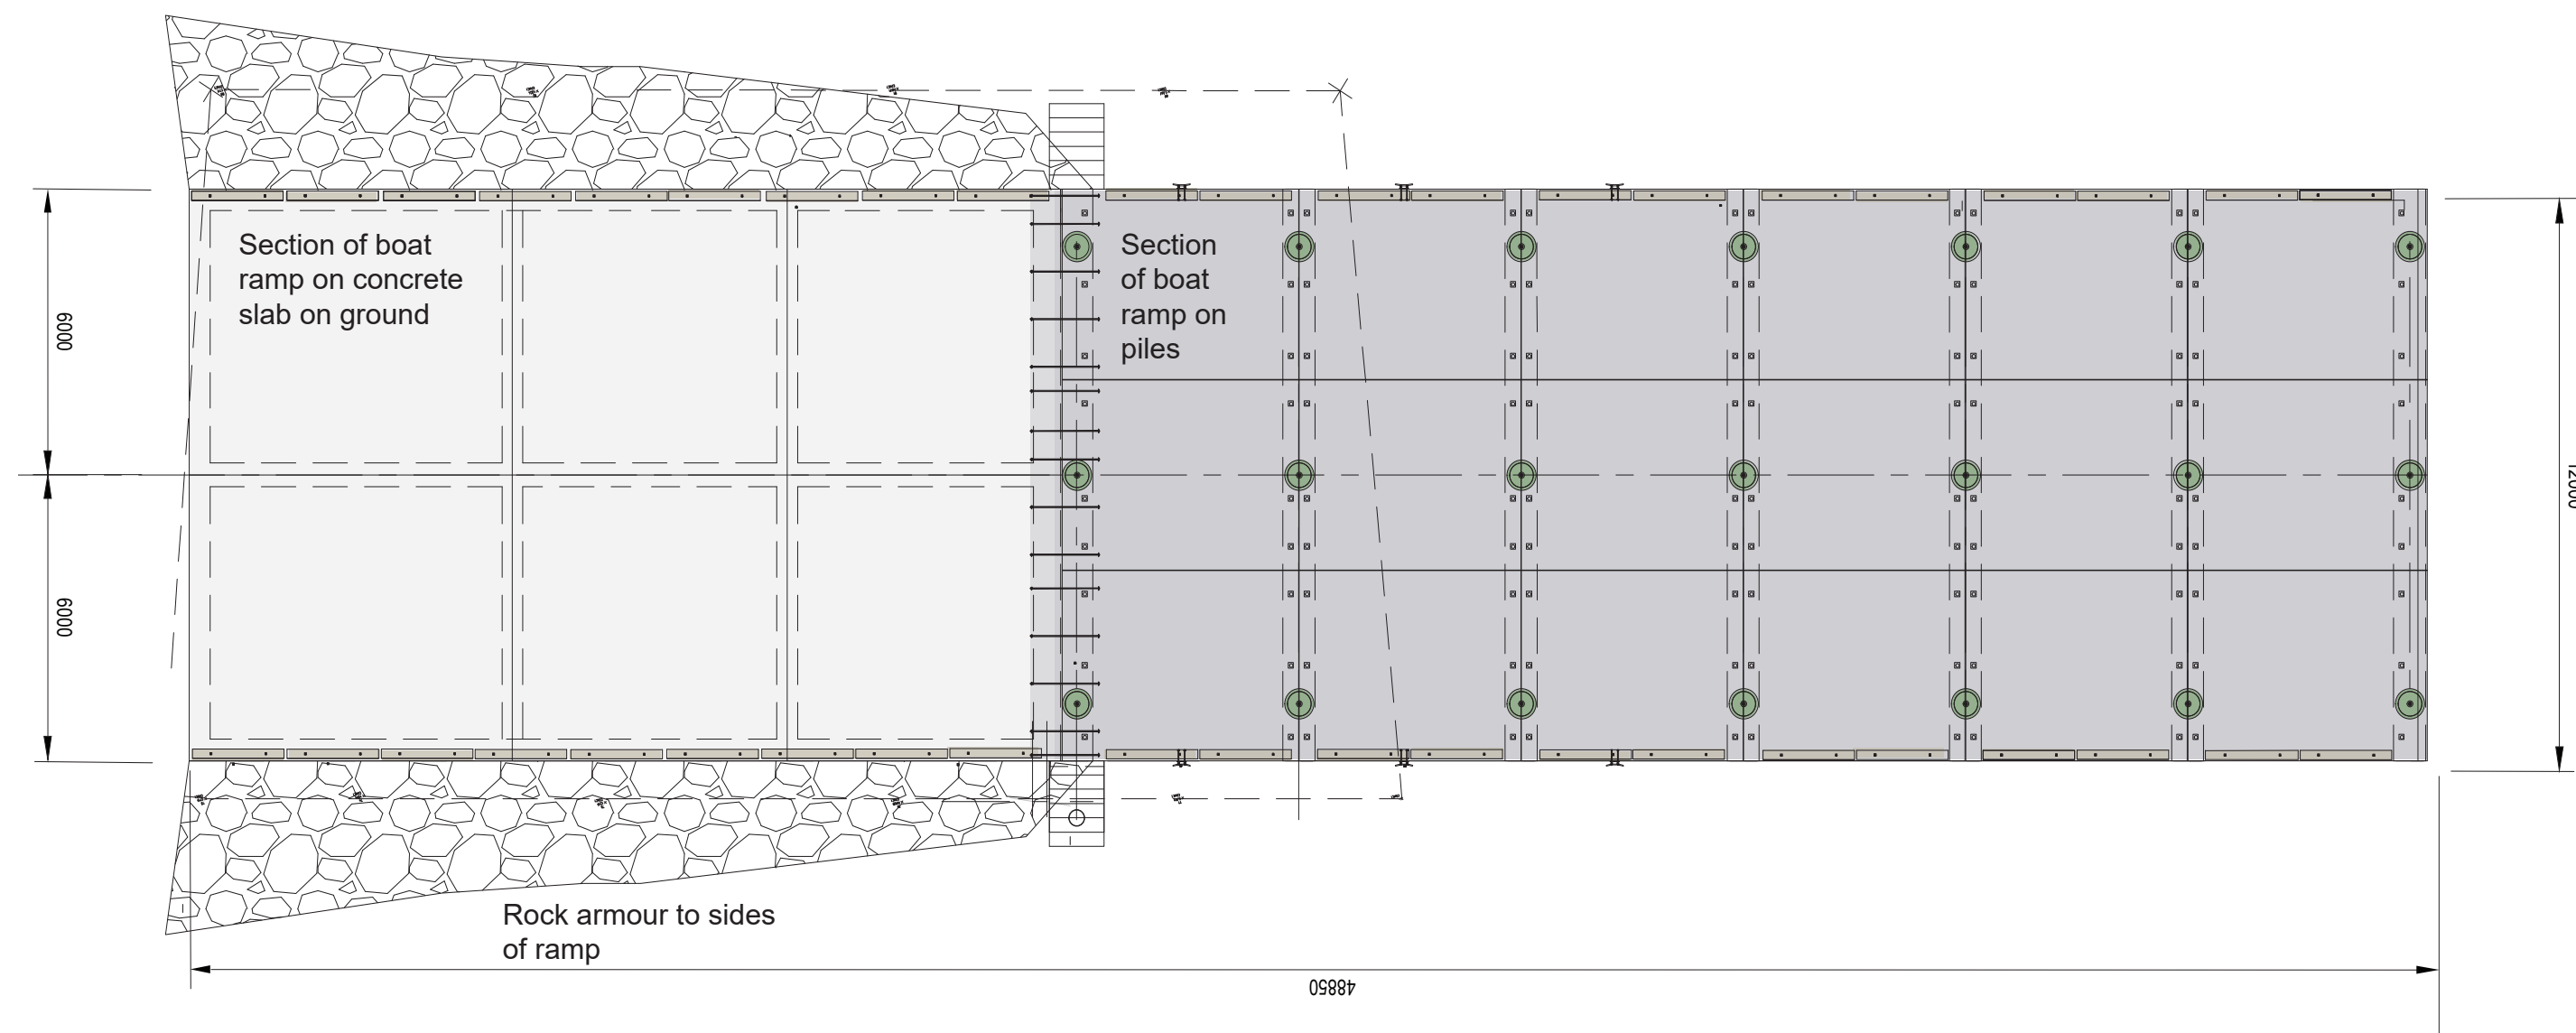 Section of boat
ramp on concrete
slab on ground
Section
of boat
ramp on
piles
6000
6000
12000
Rock armour to sides
of ramp
48850